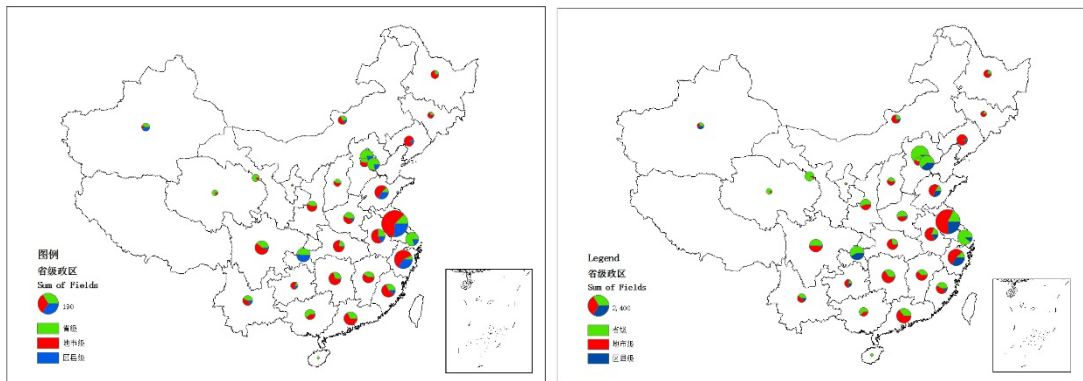 图例
省级政区
Sum of Fields
190
省级
地市级
区县级
Legend
省级政区
Sum of Fields
2,400
省级
地市级
区县级